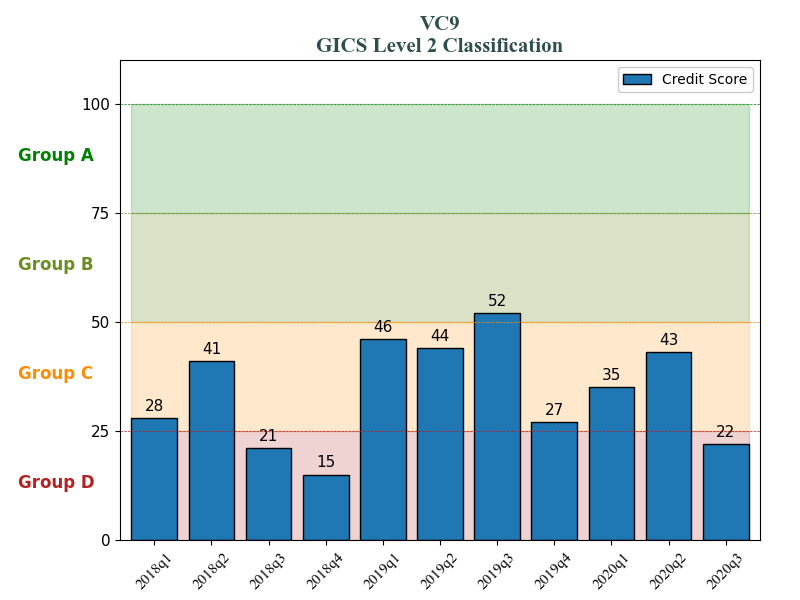 VC9
GICS Level 2 Classification
Credit Score
100
Group A
75
Group B
50
Group C
25
Group D
0
28
41
21
15
46
44
52
27
35
43
22
2018q1
2018q2
2018q3
2018q4
2019q1
2019q2
2019q3
2019q4
2020q1
2020q2
2020q3